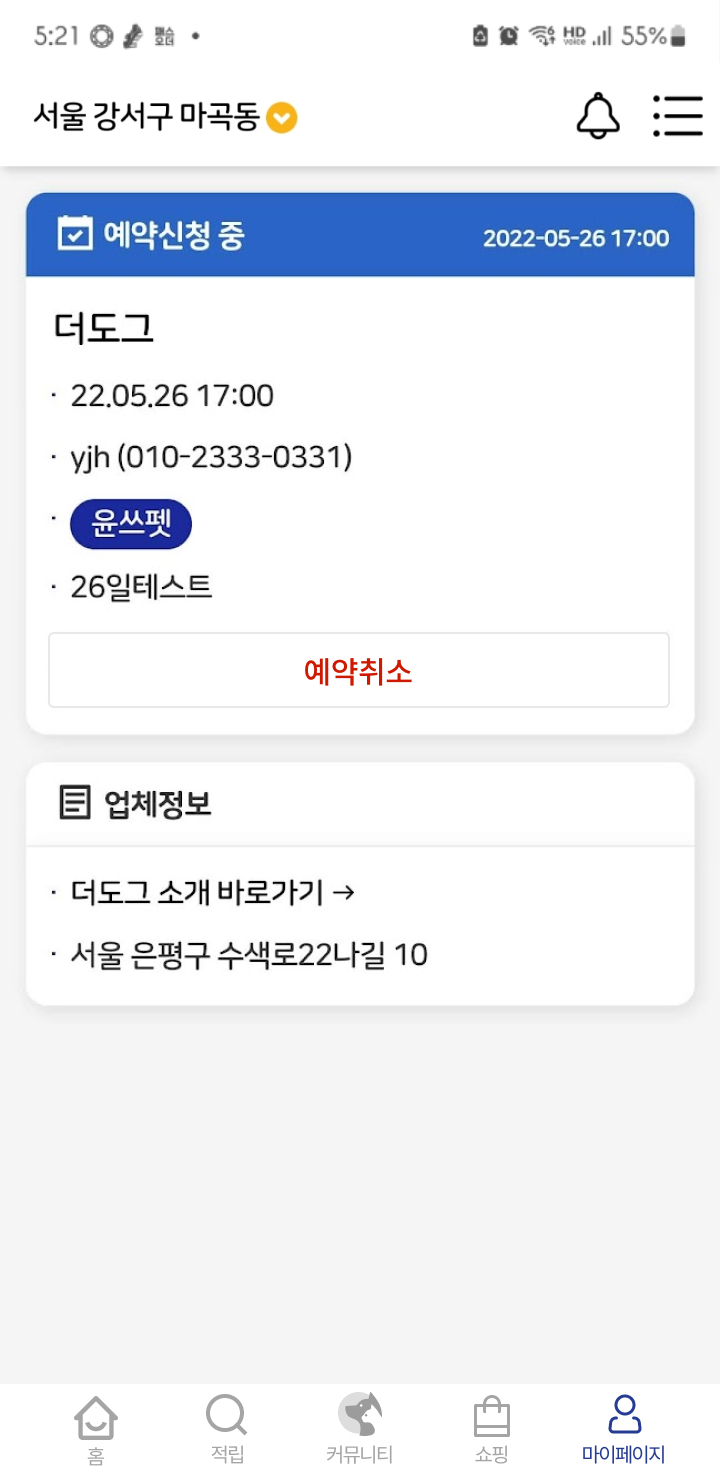 5:21
HD voice
55%
서울 강서구 마곡동
예약신청 중
2022-05-26 17:00
더도그
· 22.05.26 17:00
· yjh (010-2333-0331)
· 윤쓰펫
· 26일테스트
예약취소
업체정보
· 더도그 소개 바로가기 →
· 서울 은평구 수색로22나길 10
홈
적립
커뮤니티
쇼핑
마이페이지